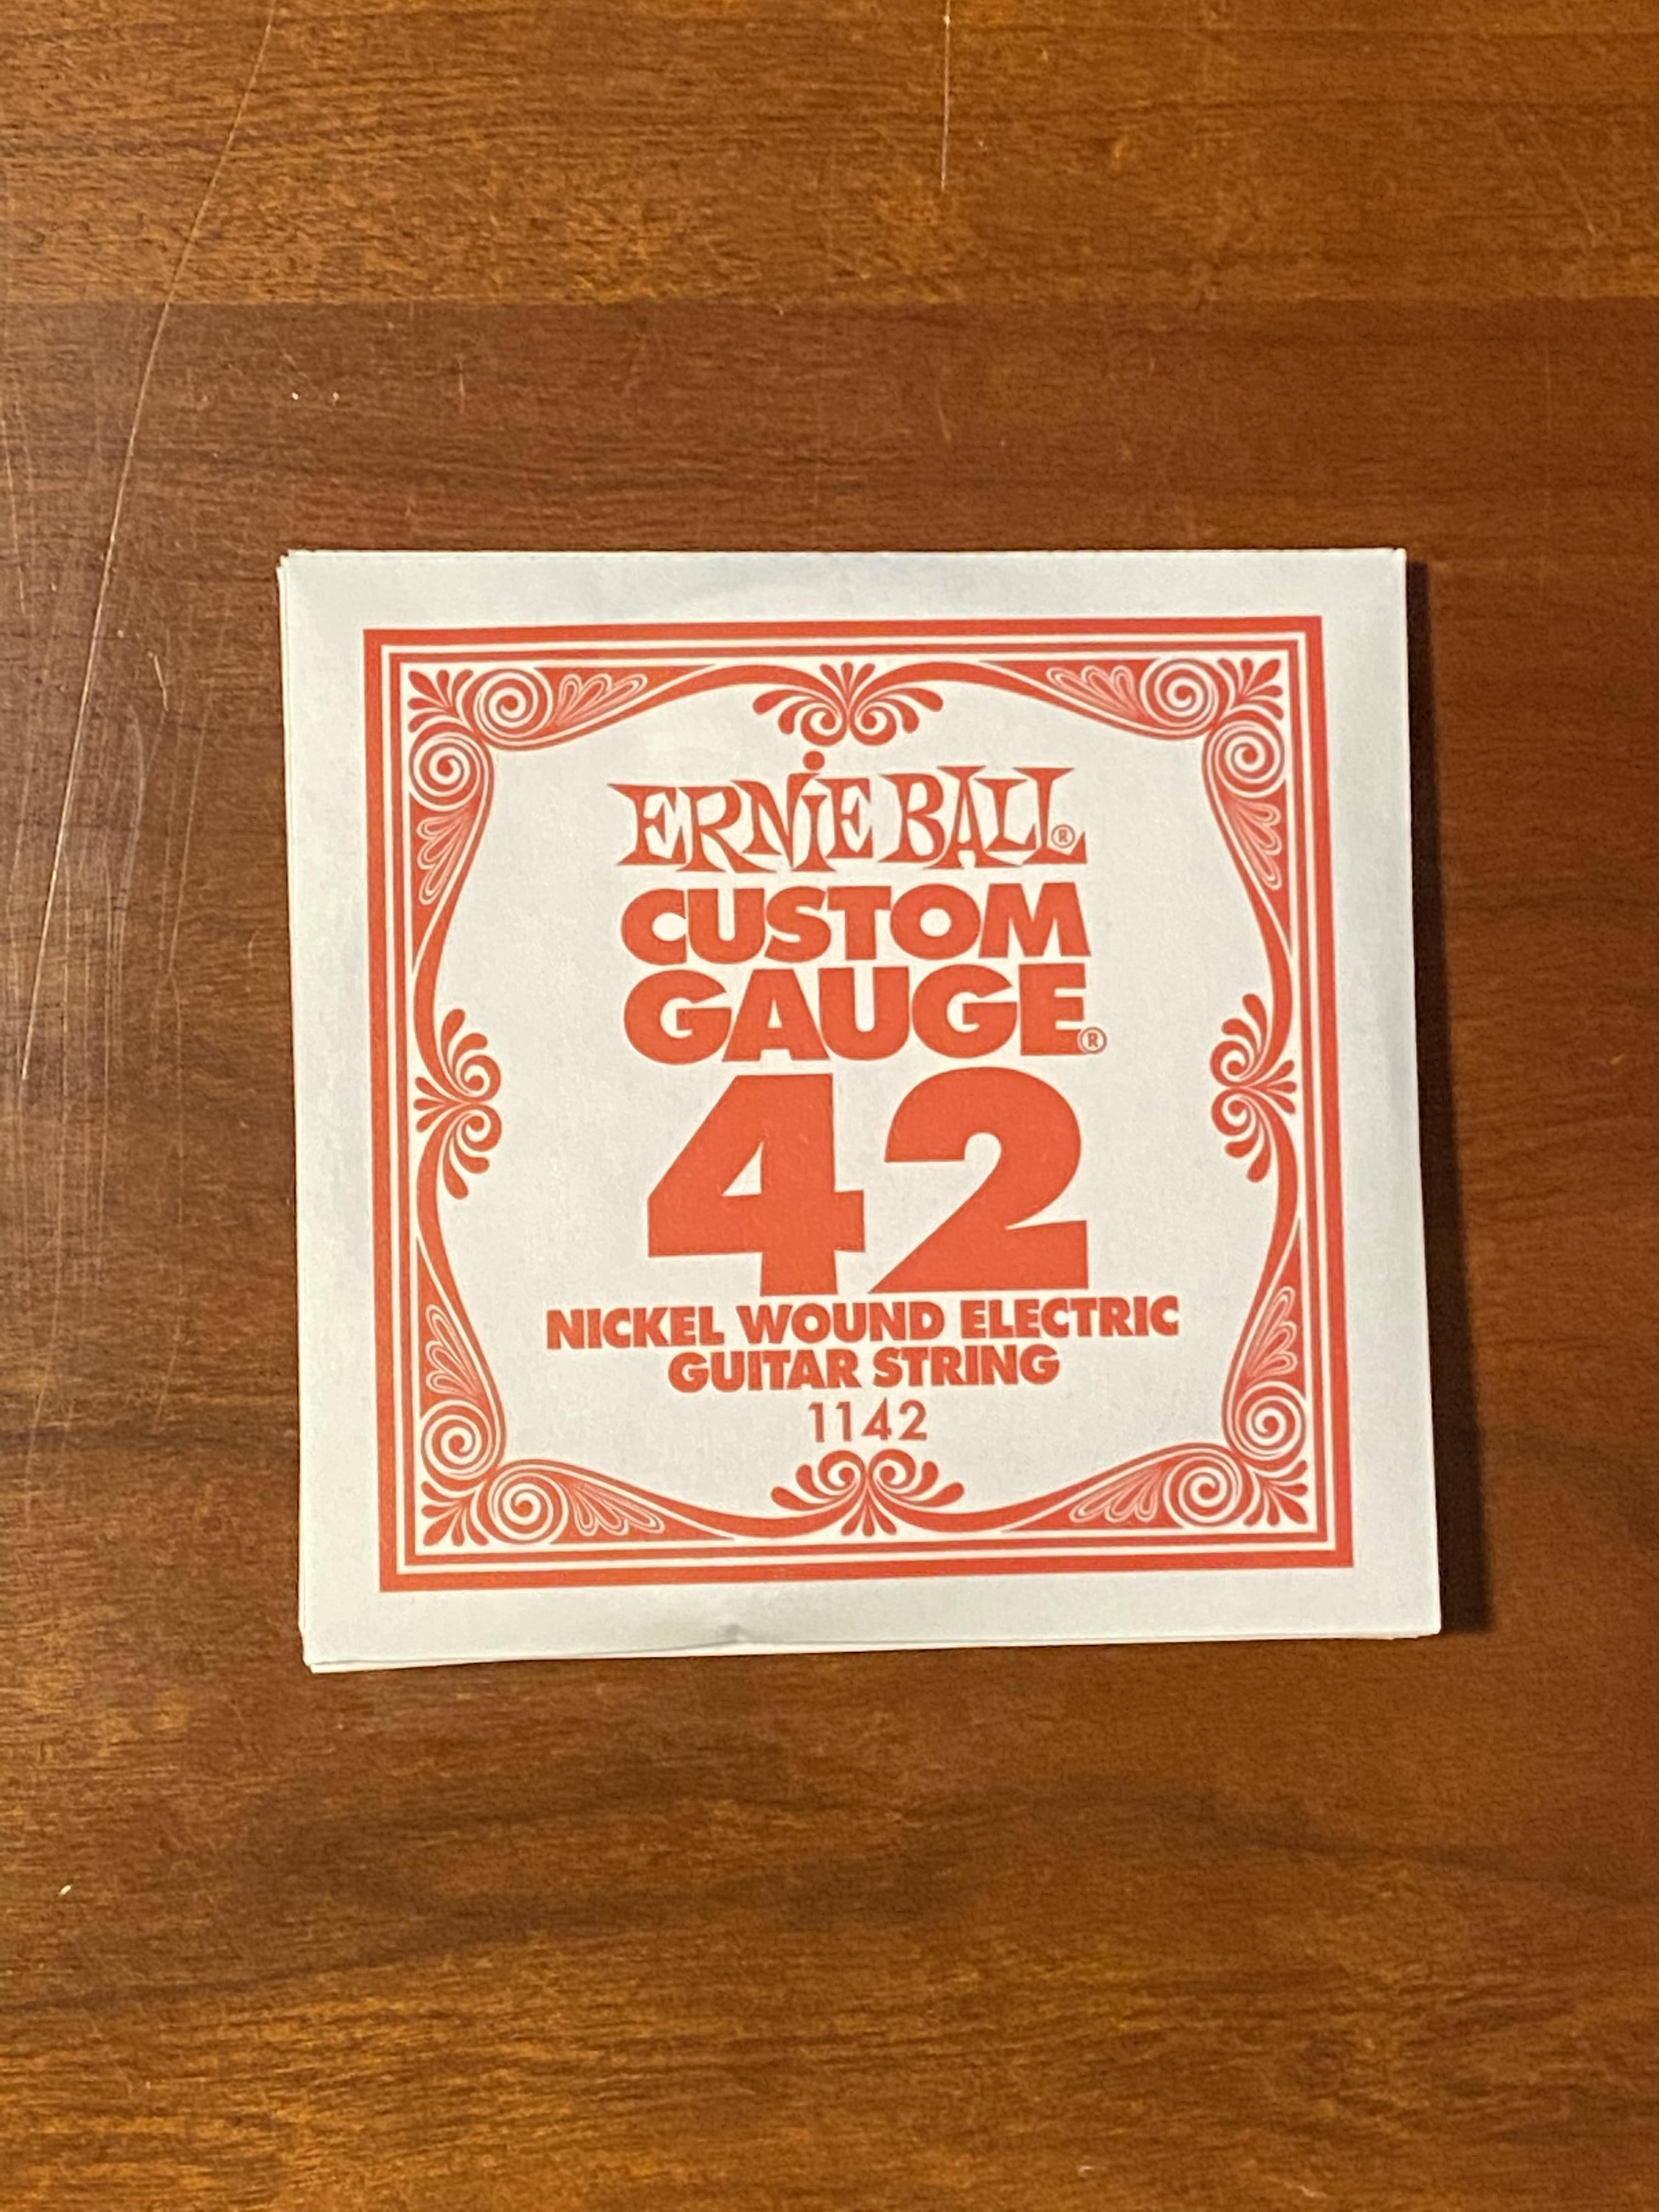 ERNiE BALL®
CUSTOM
GAUGE®
42
NICKEL WOUND ELECTRIC
GUITAR STRING
1142